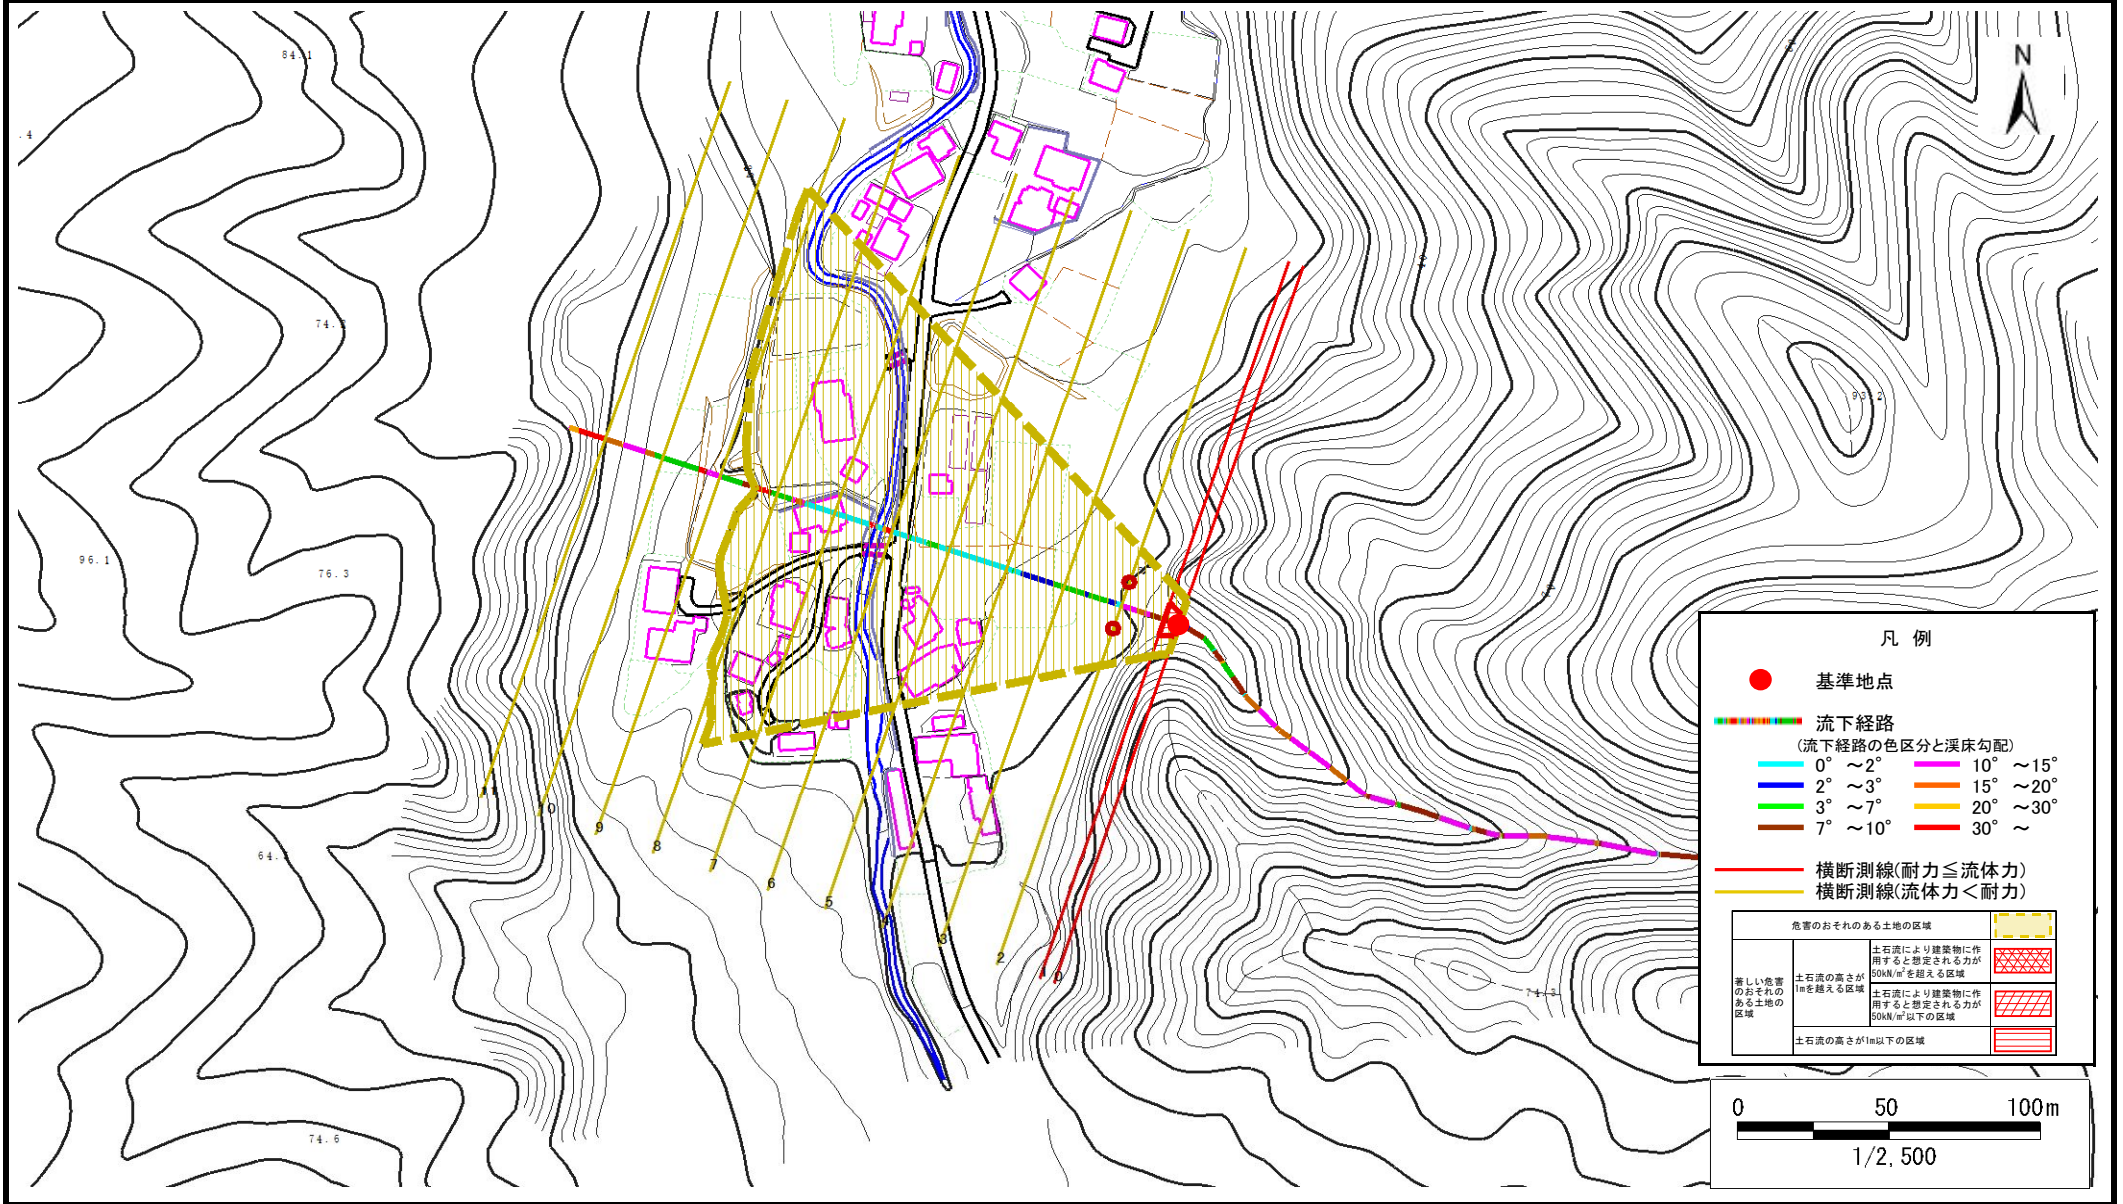 84.1
.4
N
74.2
93.2
96.1
76.3
74.3
74.6
11
10
9
8
7
6
5
4
3
2
1
0
凡 例
基準地点
流下経路
(流下経路の色区分と渓床勾配)
0° ～2°
10° ～15°
2° ～3°
15° ～20°
3° ～7°
20° ～30°
7° ～10°
30° ～
横断測線(耐力≦流体力)
横断測線(流体力＜耐力)
危害のおそれのある土地の区域
著しい危害
のおそれの
ある土地の
区域
土石流の高さが
1mを越える区域
土石流により建築物に作
用すると想定される力が
50kN/m²を超える区域
土石流により建築物に作
用すると想定される力が
50kN/m²以下の区域
土石流の高さが1m以下の区域
0 50 100m
1/2,500